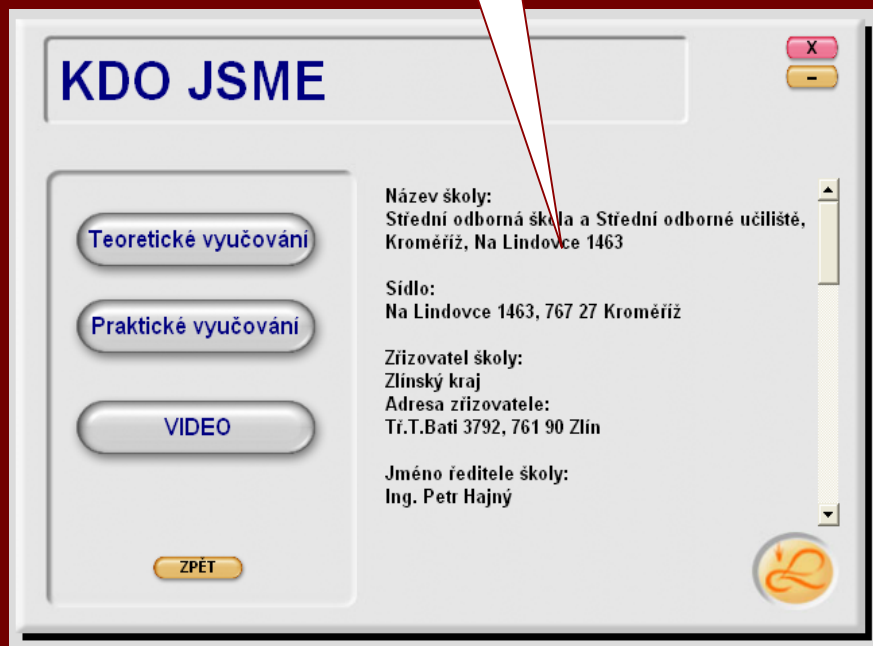 KDO JSME
X
-
Teoretické vyučování
Praktické vyučování
VIDEO
ZPĚT
Název školy:
Střední odborná škola a Střední odborné učiliště,
Kroměříž, Na Lindovce 1463
Sídlo:
Na Lindovce 1463, 767 27 Kroměříž
Zřizovatel školy:
Zlínský kraj
Adresa zřizovatele:
Tř.T.Bati 3792, 761 90 Zlín
Jméno ředitele školy:
Ing. Petr Hajný